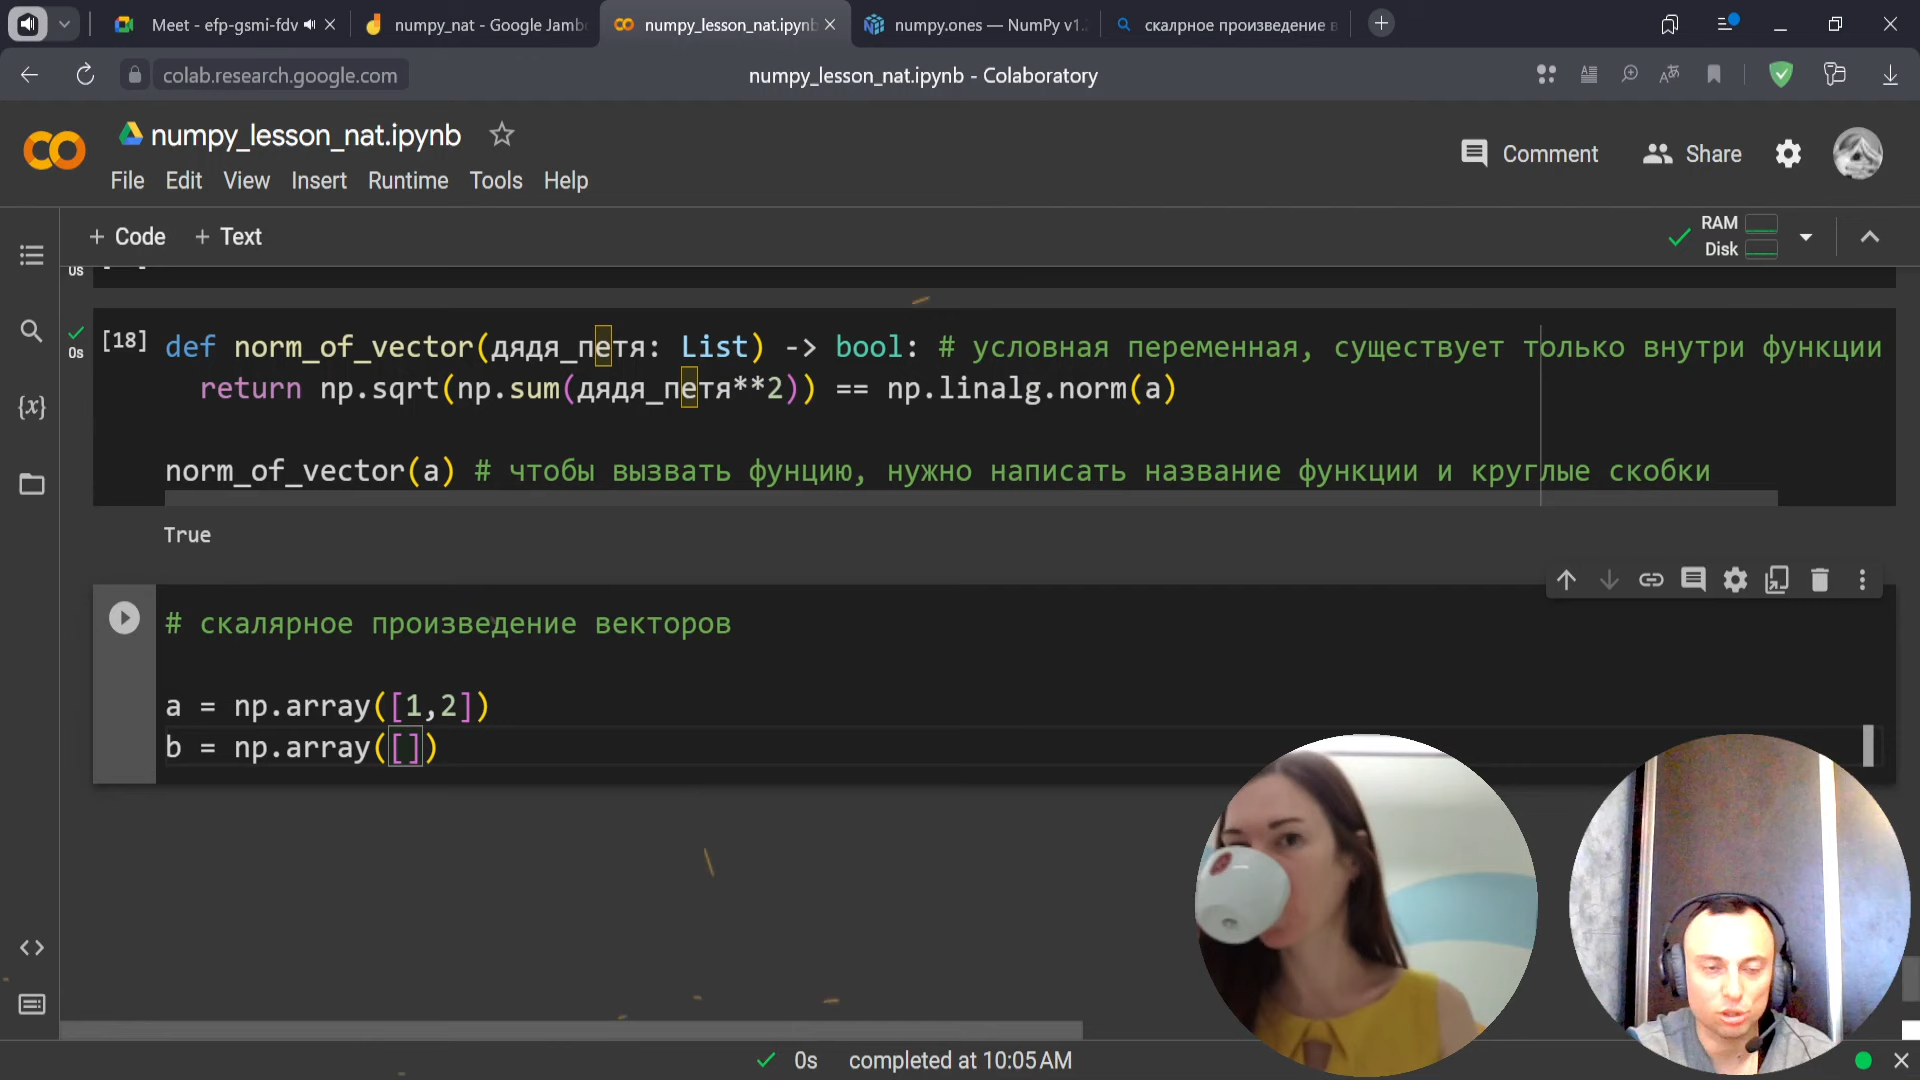 Meet - efp-gsmi-fdv
numpy_nat - Google Jamb
numpy_lesson_nat.ipynb
numpy.ones — NumPy v1.
скалрное произведение в
colab.research.google.com
numpy_lesson_nat.ipynb - Colaboratory
numpy_lesson_nat.ipynb
Comment
Share
File Edit View Insert Runtime Tools Help
+ Code + Text
RAM
Disk
0s
[18] def norm_of_vector(дядя_петя: List) -> bool: # условная переменная, существует только внутри функции
0s
return np.sqrt(np.sum(дядя_петя**2)) == np.linalg.norm(a)
norm_of_vector(a) # чтобы вызвать фунцию, нужно написать название функции и круглые скобки
True
# скалярное произведение векторов
a = np.array([1,2])
b = np.array([])
{x}
0s completed at 10:05 AM